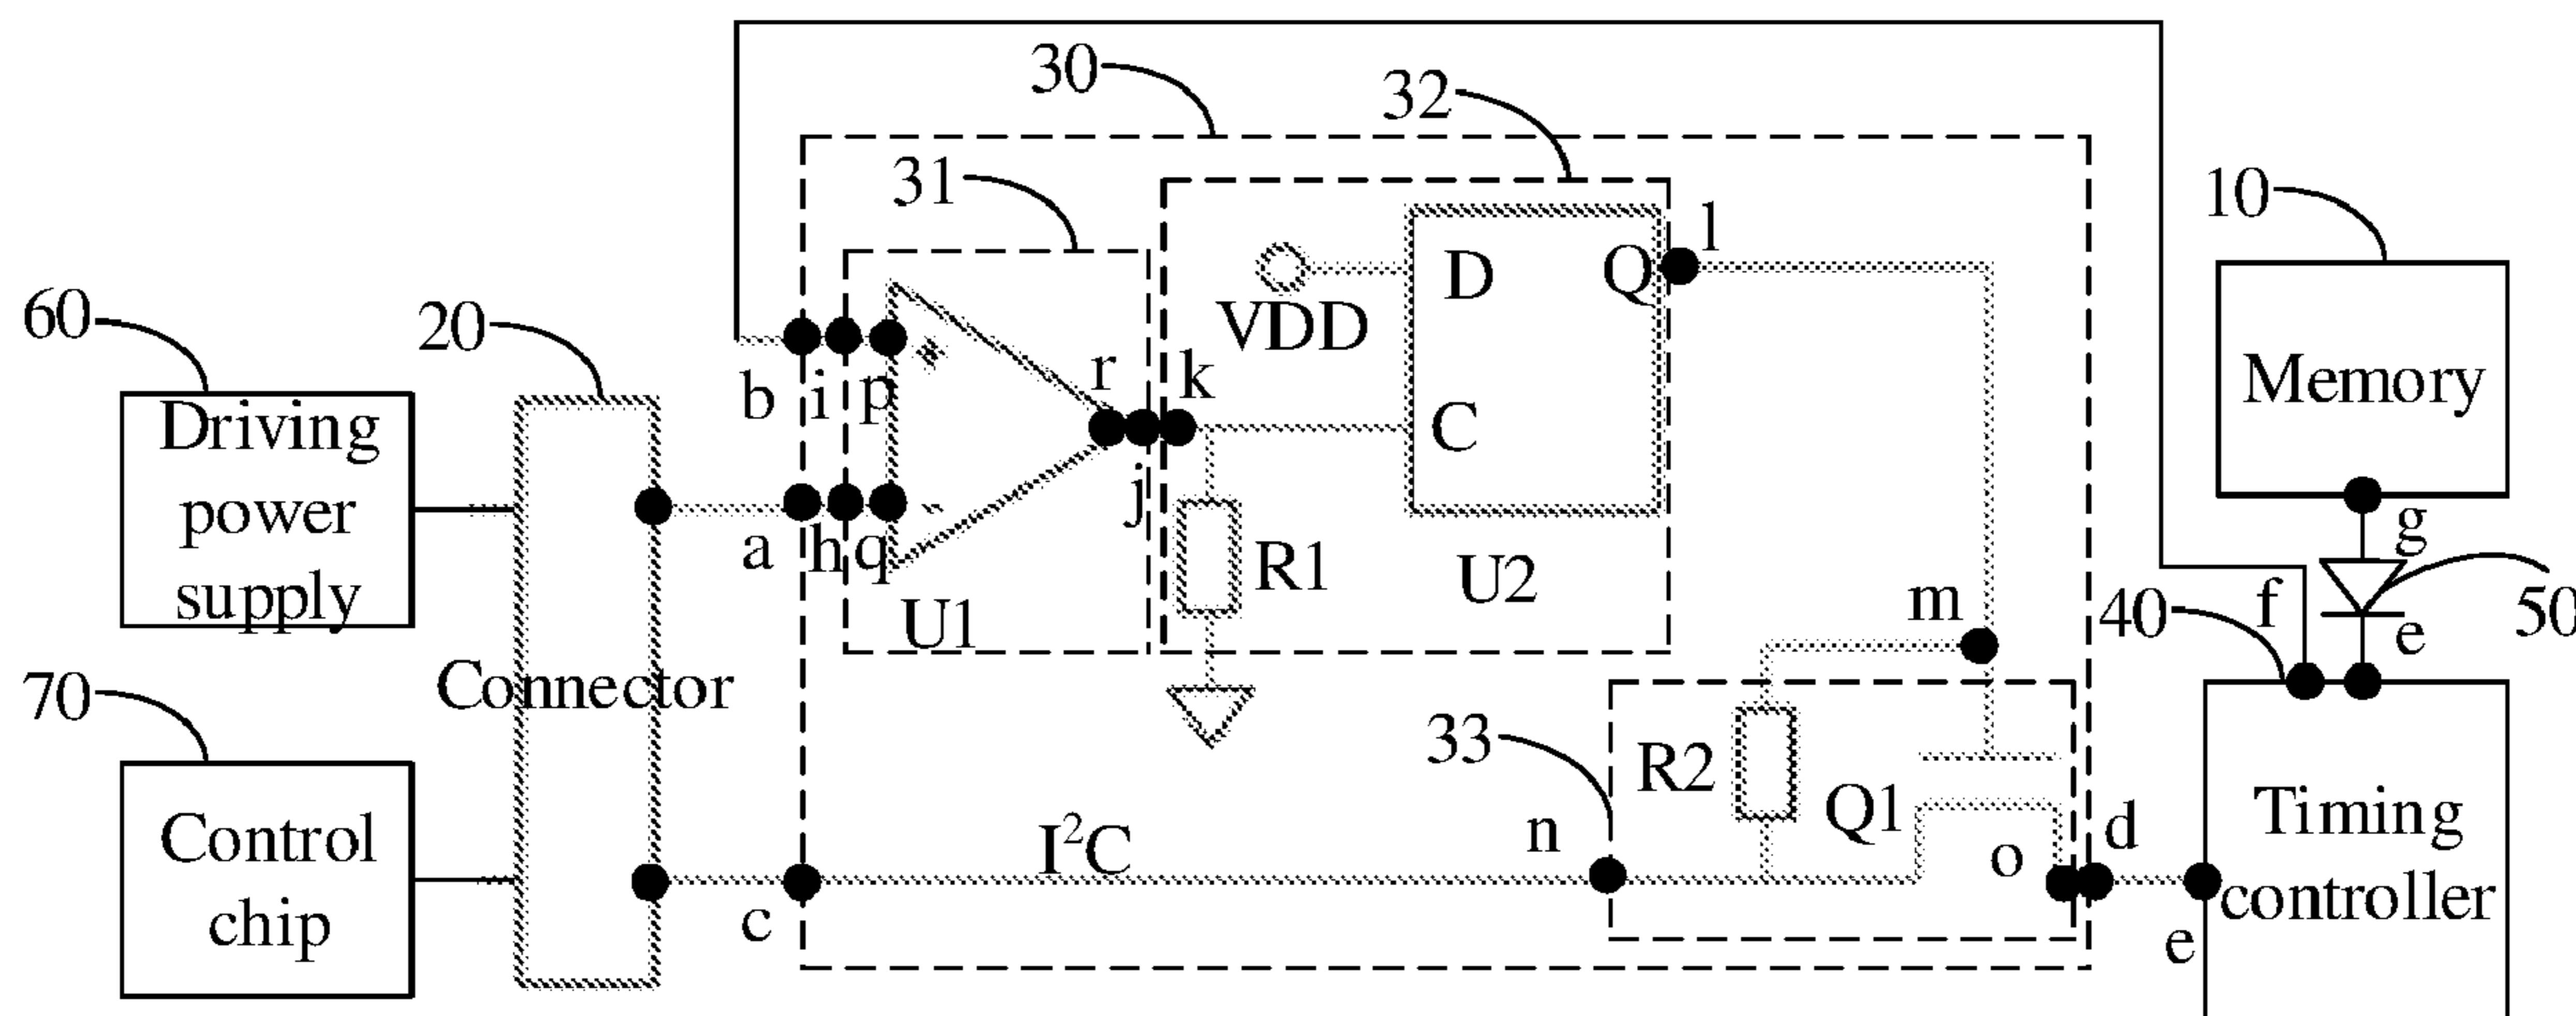 30
32
31
10
60
20
70
Driving
power
supply
Connector
Control
chip
b
i
p
+
a
h
q
-
r
j
k
U1
VDD
D
Q
C
R1
U2
l
m
33
R2
Q1
n
o
d
c
I²C
Memory
g
f
e
40
50
Timing
controller
e